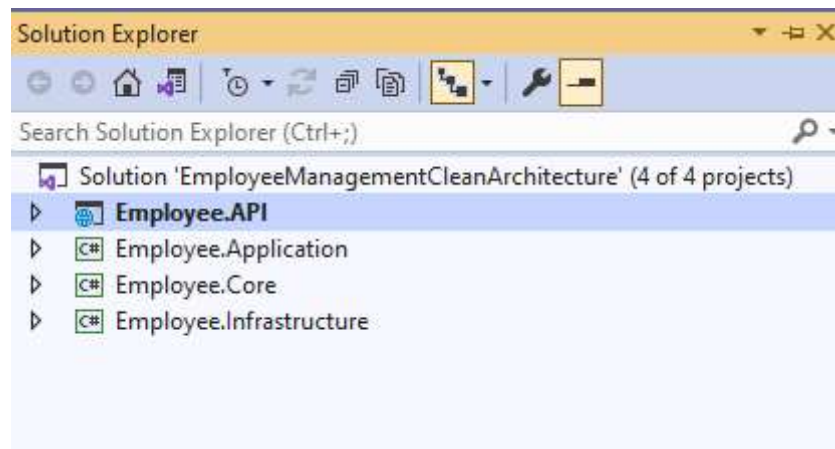 Solution Explorer
Search Solution Explorer (Ctrl+;)
Solution 'EmployeeManagementCleanArchitecture' (4 of 4 projects)
Employee.API
C# Employee.Application
C# Employee.Core
C# Employee.Infrastructure